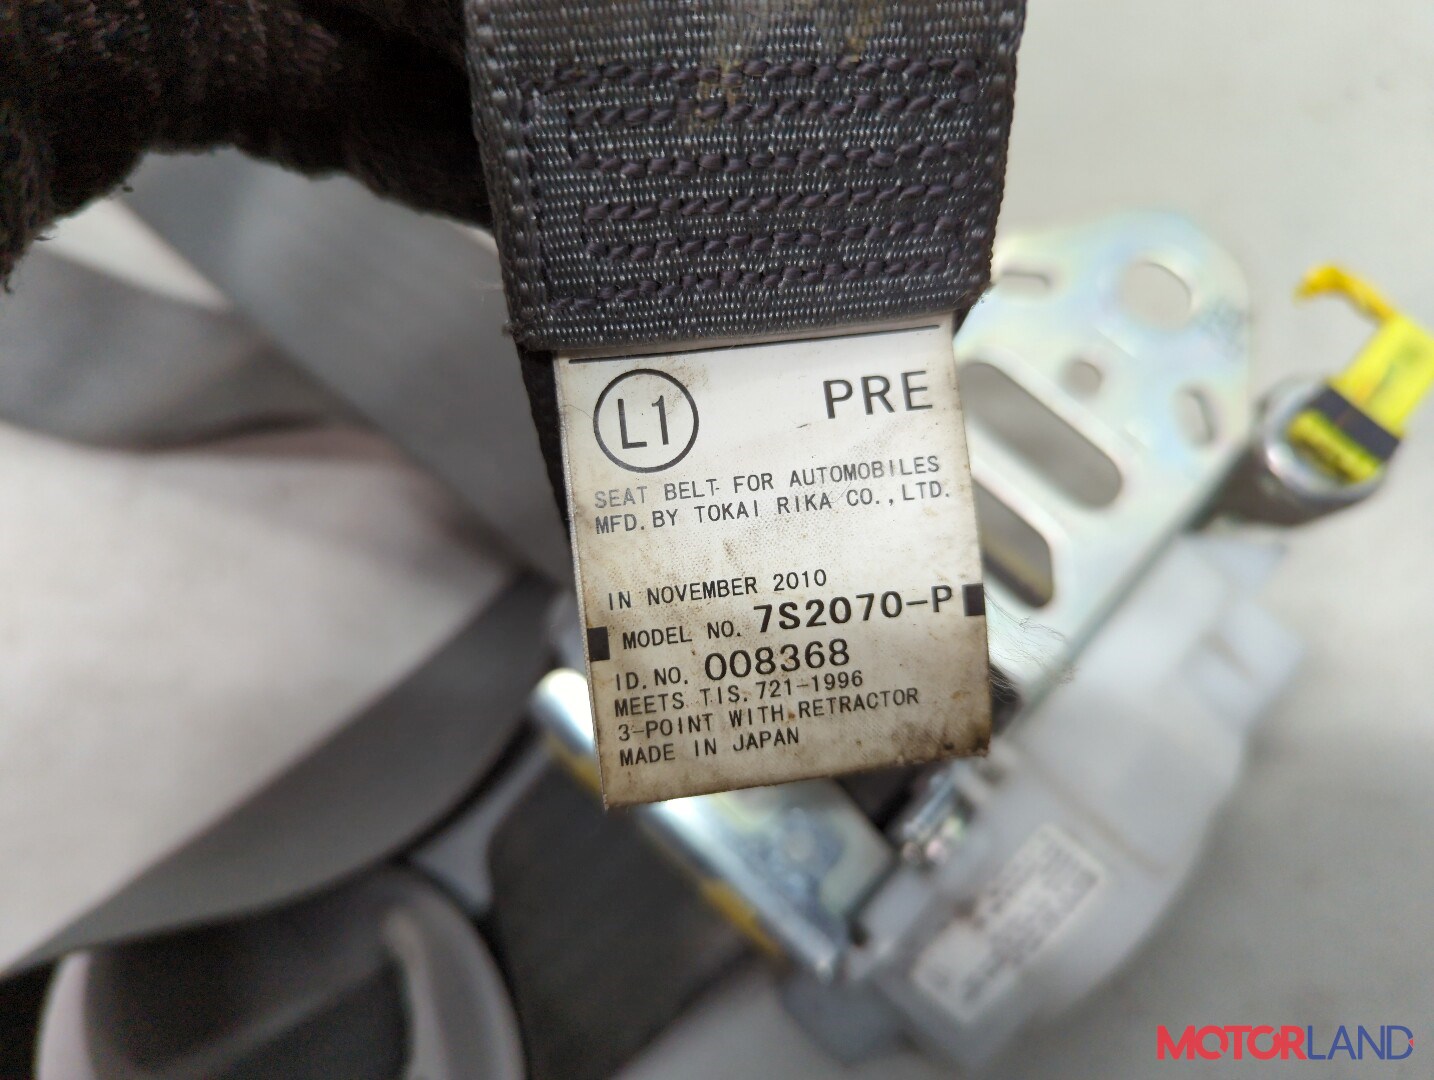 L1 PRE
SEAT BELT FOR AUTOMOBILES
MFD. BY TOKAI RIKA CO., LTD.
IN NOVEMBER 2010
MODEL NO. 7S2070-P
ID. NO. 008368
MEETS TIS. 721-1996
3-POINT WITH RETRACTOR
MADE IN JAPAN
MOTORLAND